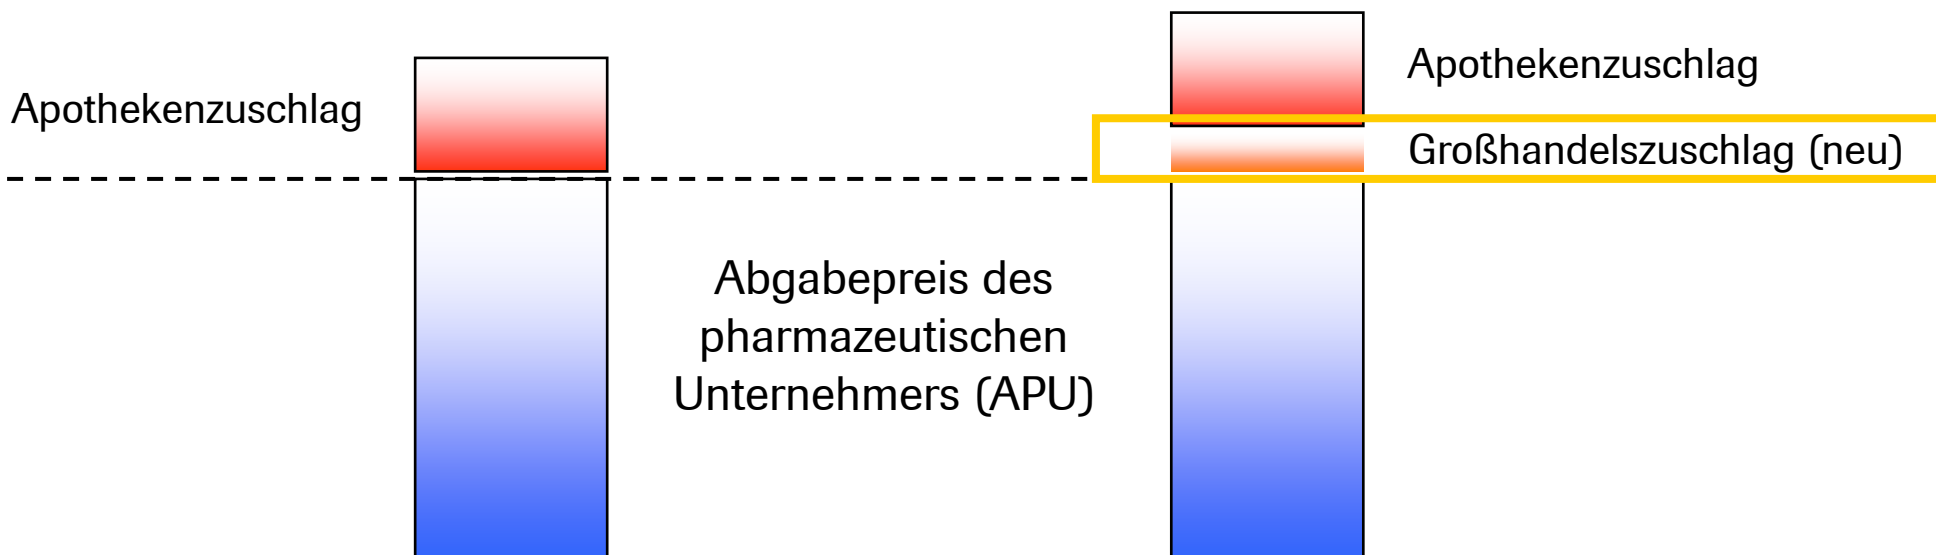 Apothekenzuschlag
Apothekenzuschlag
Großhandelszuschlag (neu)
Abgabepreis des
pharmazeutischen
Unternehmers (APU)